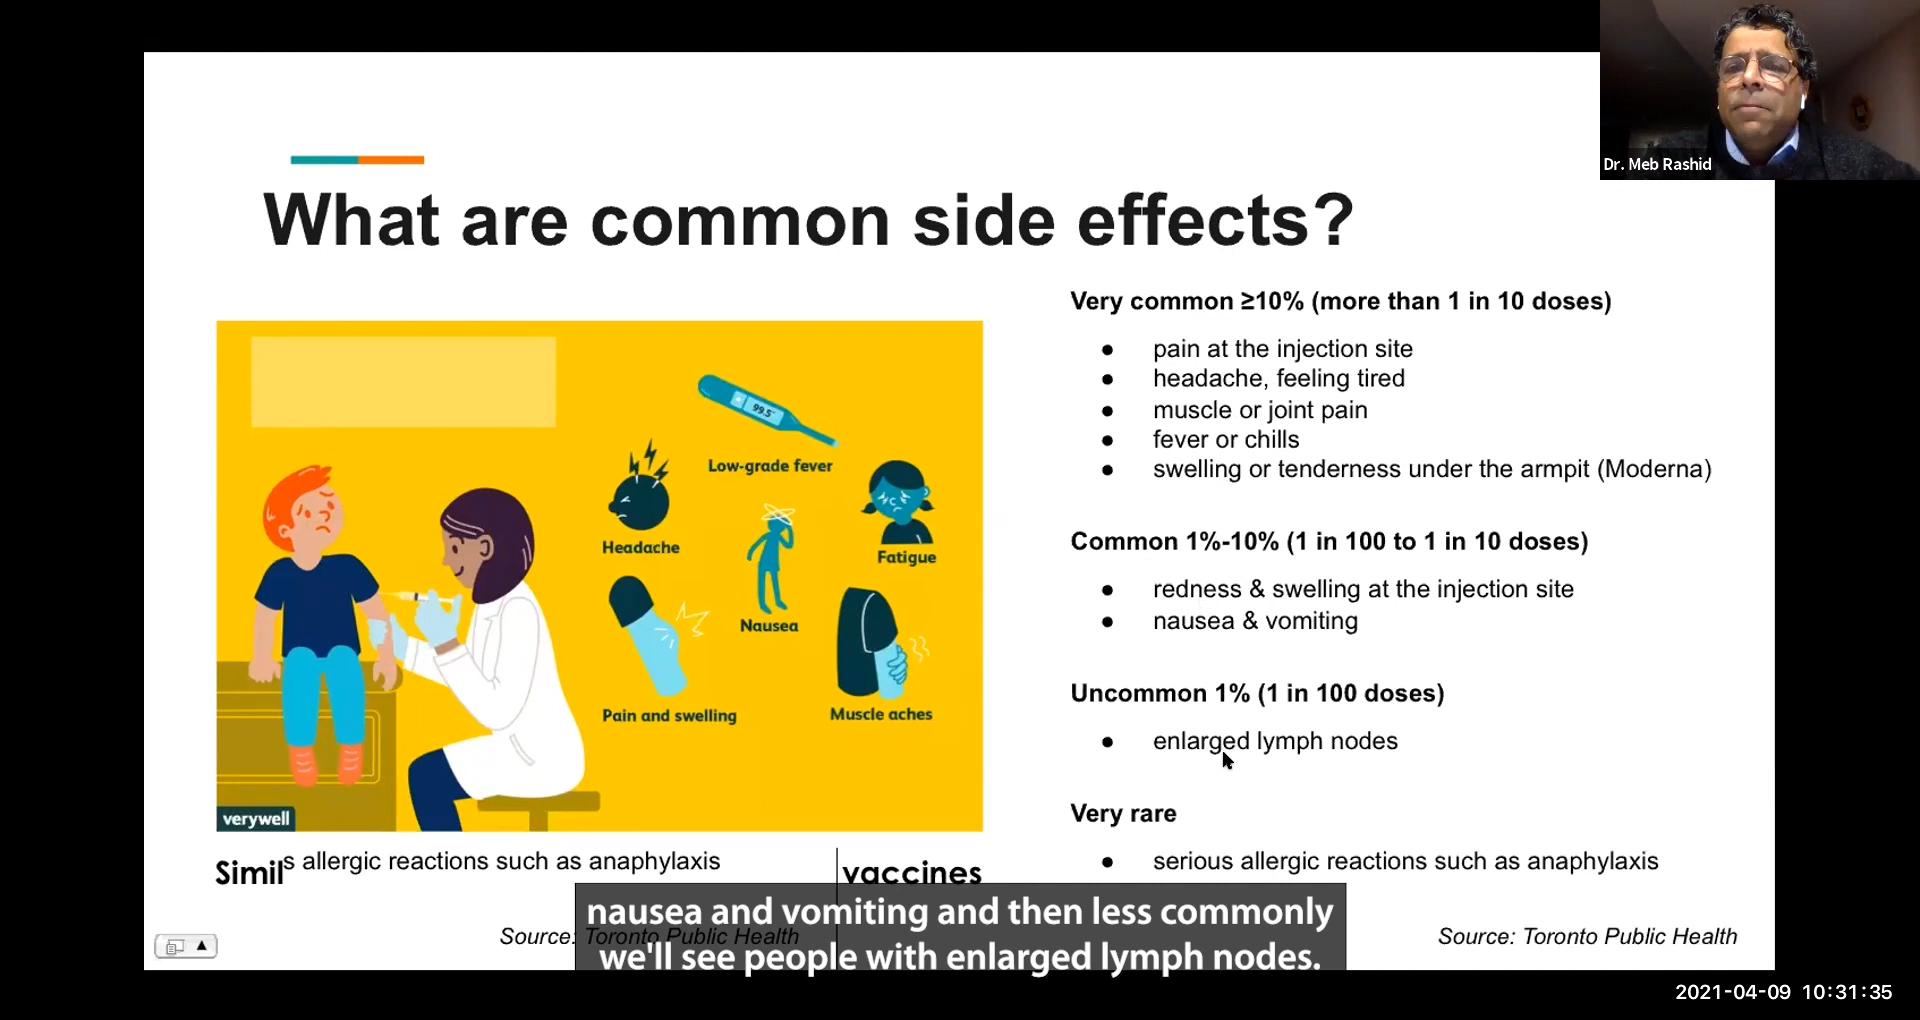 Dr. Meb Rashid
What are common side effects?
99.5°
Low-grade fever
Headache
Fatigue
Nausea
Pain and swelling
Muscle aches
verywell
Simil
s allergic reactions such as anaphylaxis
vaccines
Source: Toronto Public Health
Very common ≥10% (more than 1 in 10 doses)
● pain at the injection site
● headache, feeling tired
● muscle or joint pain
● fever or chills
● swelling or tenderness under the armpit (Moderna)
Common 1%-10% (1 in 100 to 1 in 10 doses)
● redness & swelling at the injection site
● nausea & vomiting
Uncommon 1% (1 in 100 doses)
● enlarged lymph nodes
Very rare
● serious allergic reactions such as anaphylaxis
Source: Toronto Public Health
nausea and vomiting and then less commonly
we'll see people with enlarged lymph nodes.
2021-04-09 10:31:35